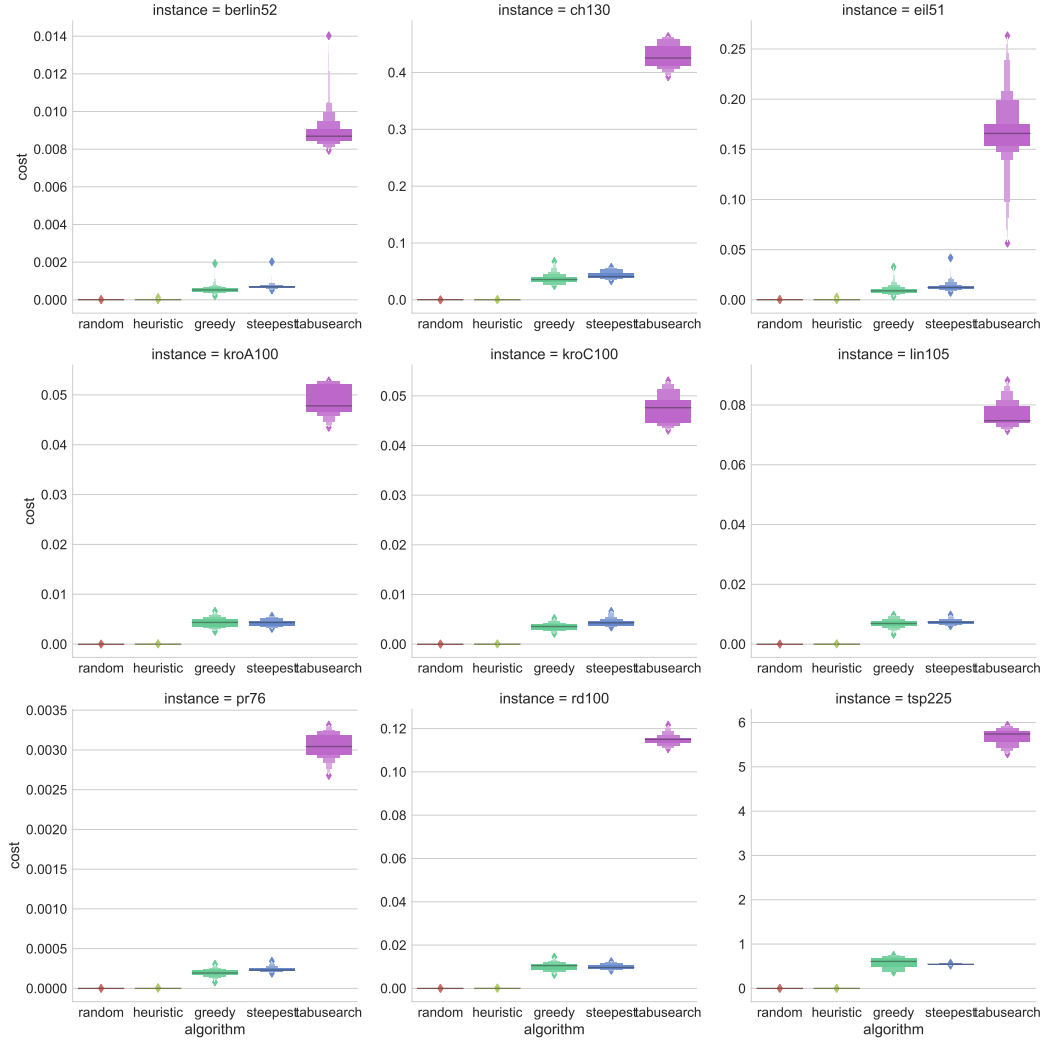 instance = berlin52
0.014
0.012
0.010
0.008
0.006
0.004
0.002
0.000
cost
random heuristic greedy steepest tabusearch
instance = ch130
0.4
0.3
0.2
0.1
0.0
random heuristic greedy steepest tabusearch
instance = eil51
0.25
0.20
0.15
0.10
0.05
0.00
random heuristic greedy steepest tabusearch
instance = kroA100
0.05
0.04
0.03
0.02
0.01
0.00
cost
random heuristic greedy steepest tabusearch
instance = kroC100
0.05
0.04
0.03
0.02
0.01
0.00
random heuristic greedy steepest tabusearch
instance = lin105
0.08
0.06
0.04
0.02
0.00
random heuristic greedy steepest tabusearch
instance = pr76
0.0035
0.0030
0.0025
0.0020
0.0015
0.0010
0.0005
0.0000
cost
random heuristic greedy steepest tabusearch
algorithm
instance = rd100
0.12
0.10
0.08
0.06
0.04
0.02
0.00
random heuristic greedy steepest tabusearch
algorithm
instance = tsp225
6
5
4
3
2
1
0
random heuristic greedy steepest tabusearch
algorithm